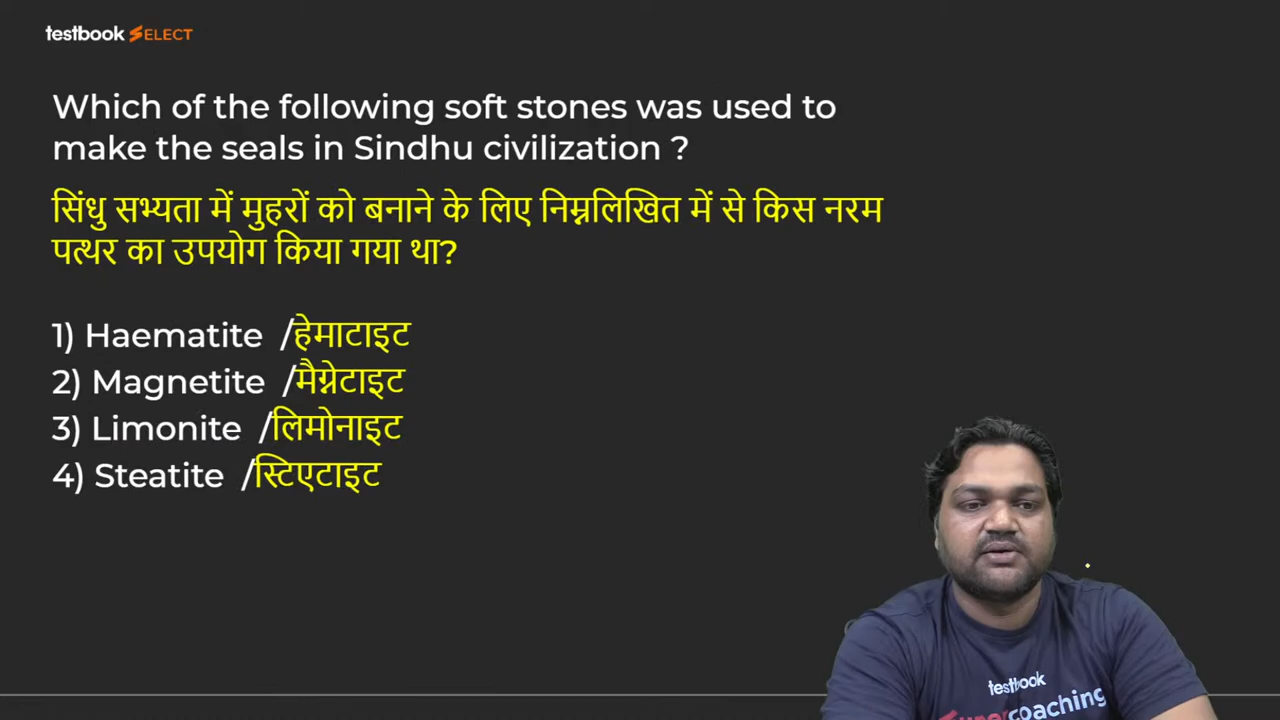 testbook SELECT
Which of the following soft stones was used to
make the seals in Sindhu civilization ?
सिंधु सभ्यता में मुहरों को बनाने के लिए निम्नलिखित में से किस नरम
पत्थर का उपयोग किया गया था?
1) Haematite /हेमाटाइट
2) Magnetite /मैग्नेटाइट
3) Limonite /लिमोनाइट
4) Steatite /स्टिएटाइट
testbook
Supercoaching